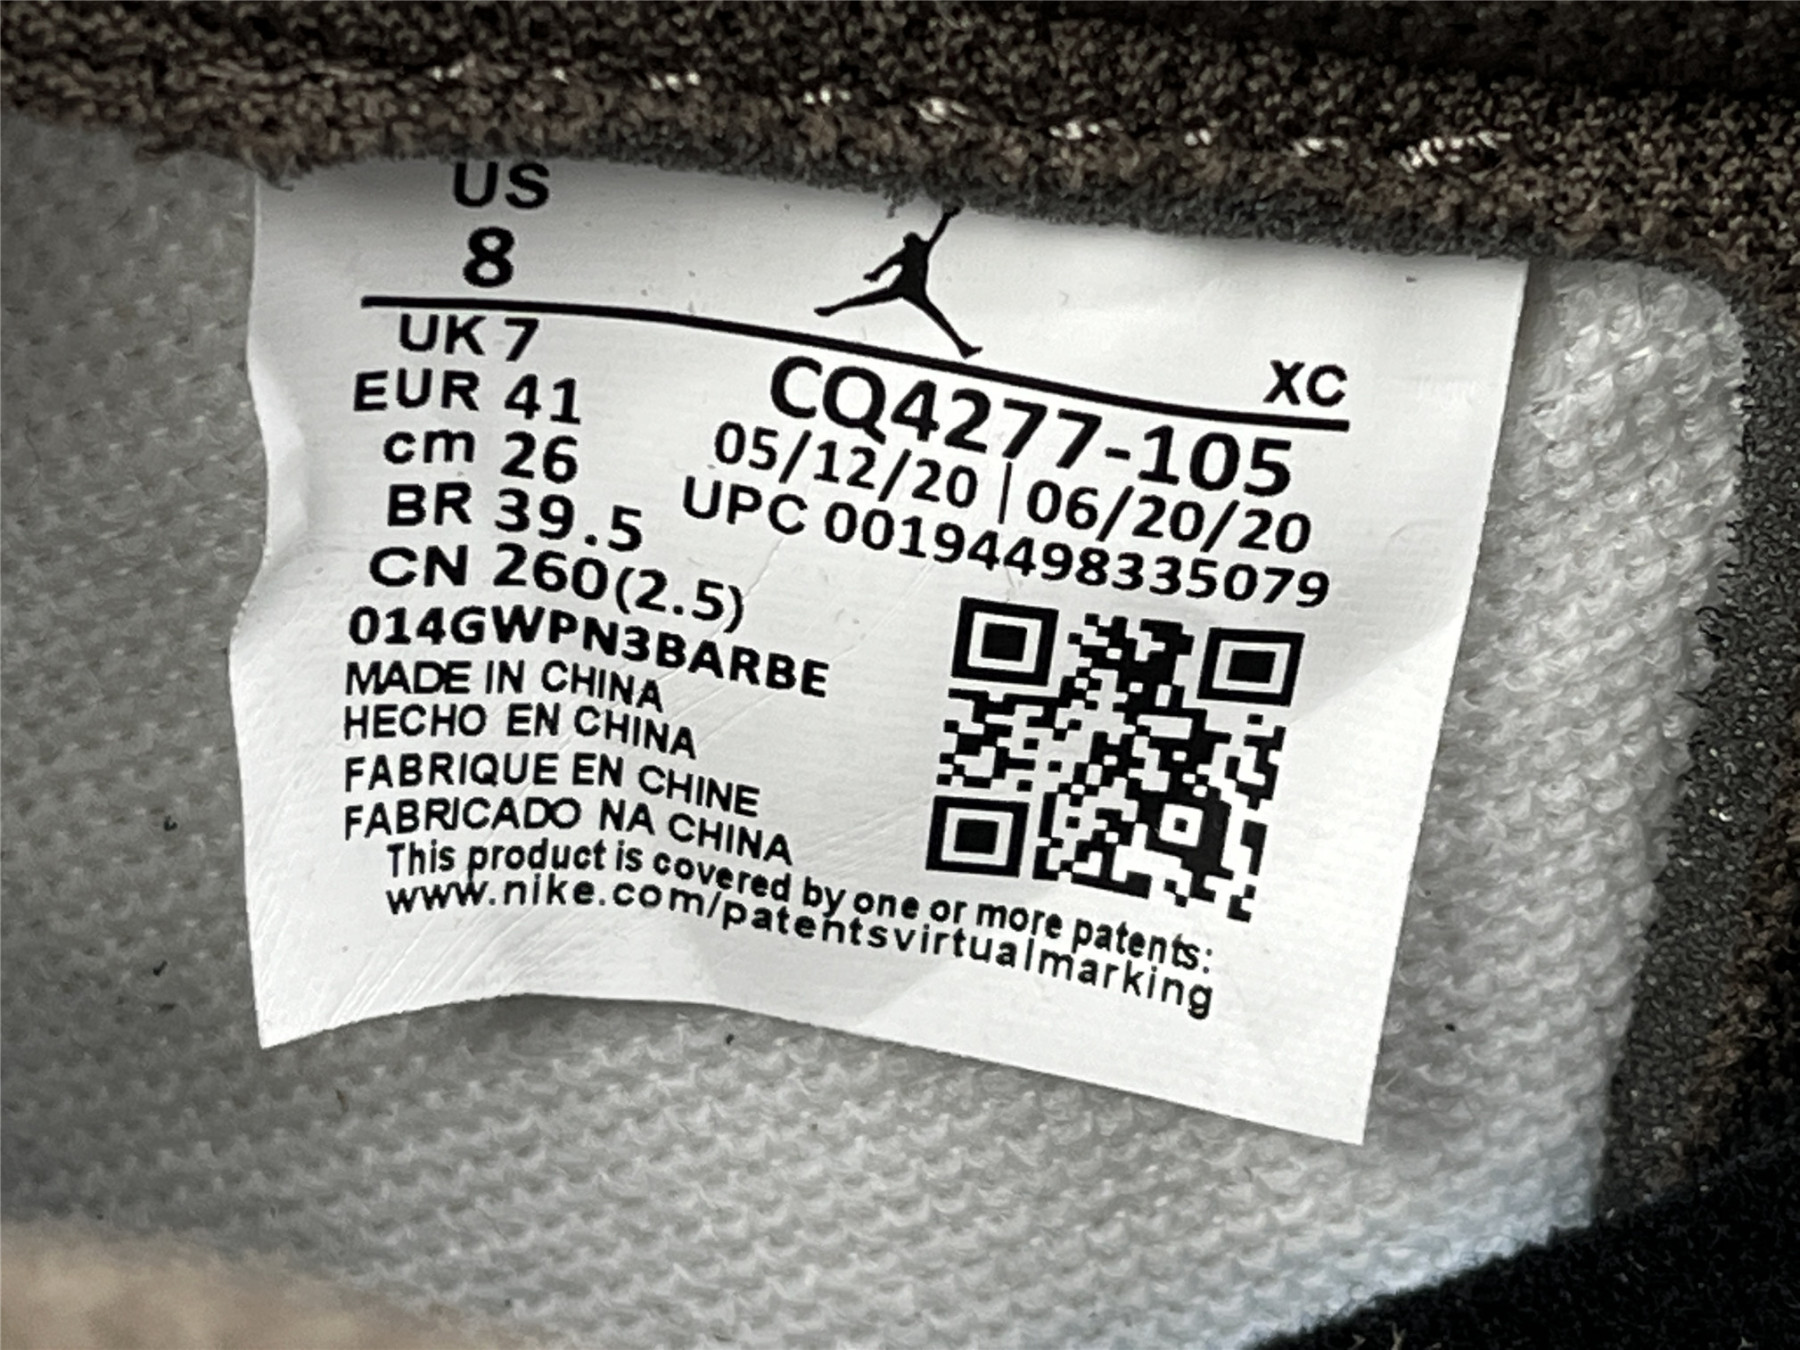 US
8
UK 7
EUR 41
cm 26
BR 39.5
CN 260(2.5)
XC
CQ4277-105
05/12/20 | 06/20/20
UPC 00194498335079
014GWPN3BARBE
MADE IN CHINA
HECHO EN CHINA
FABRIQUE EN CHINE
FABRICADO NA CHINA
This product is covered by one or more patents:
www.nike.com/patentsvirtualmarking